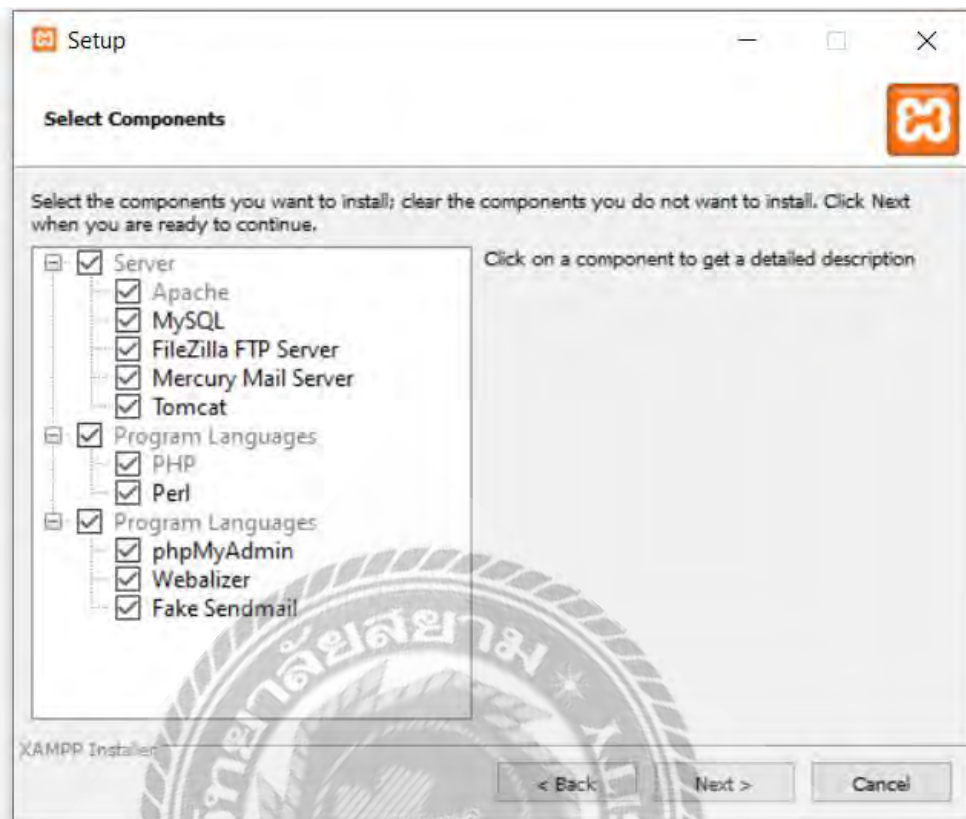 Setup
Select Components
Select the components you want to install; clear the components you do not want to install. Click Next
when you are ready to continue.
Click on a component to get a detailed description
Server
Apache
MySQL
FileZilla FTP Server
Mercury Mail Server
Tomcat
Program Languages
PHP
Perl
Program Languages
phpMyAdmin
Webalizer
Fake Sendmail
XAMPP Installer
< Back
Next >
Cancel